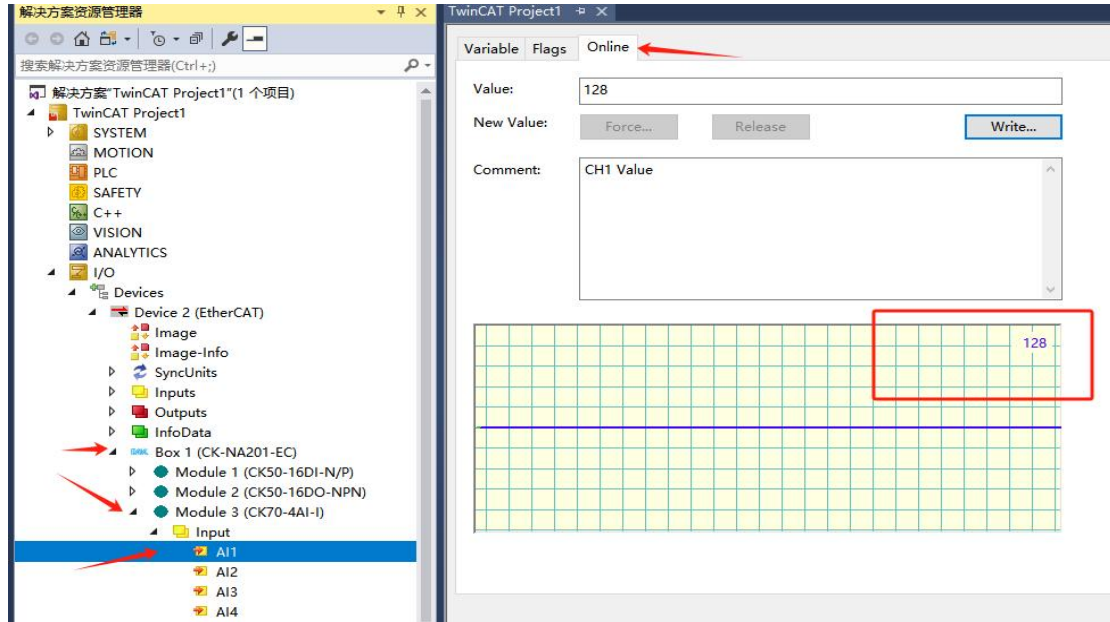 解决方案资源管理器
搜索解决方案资源管理器(Ctrl+;)
解决方案"TwinCAT Project1"(1 个项目)
TwinCAT Project1
SYSTEM
MOTION
PLC
SAFETY
C++
VISION
ANALYTICS
I/O
Devices
Device 2 (EtherCAT)
Image
Image-Info
SyncUnits
Inputs
Outputs
InfoData
Box 1 (CK-NA201-EC)
Module 1 (CK50-16DI-N/P)
Module 2 (CK50-16DO-NPN)
Module 3 (CK70-4AI-I)
Input
AI1
AI2
AI3
AI4
TwinCAT Project1
Variable Flags Online
Value: 128
New Value: Force... Release Write...
Comment: CH1 Value
128